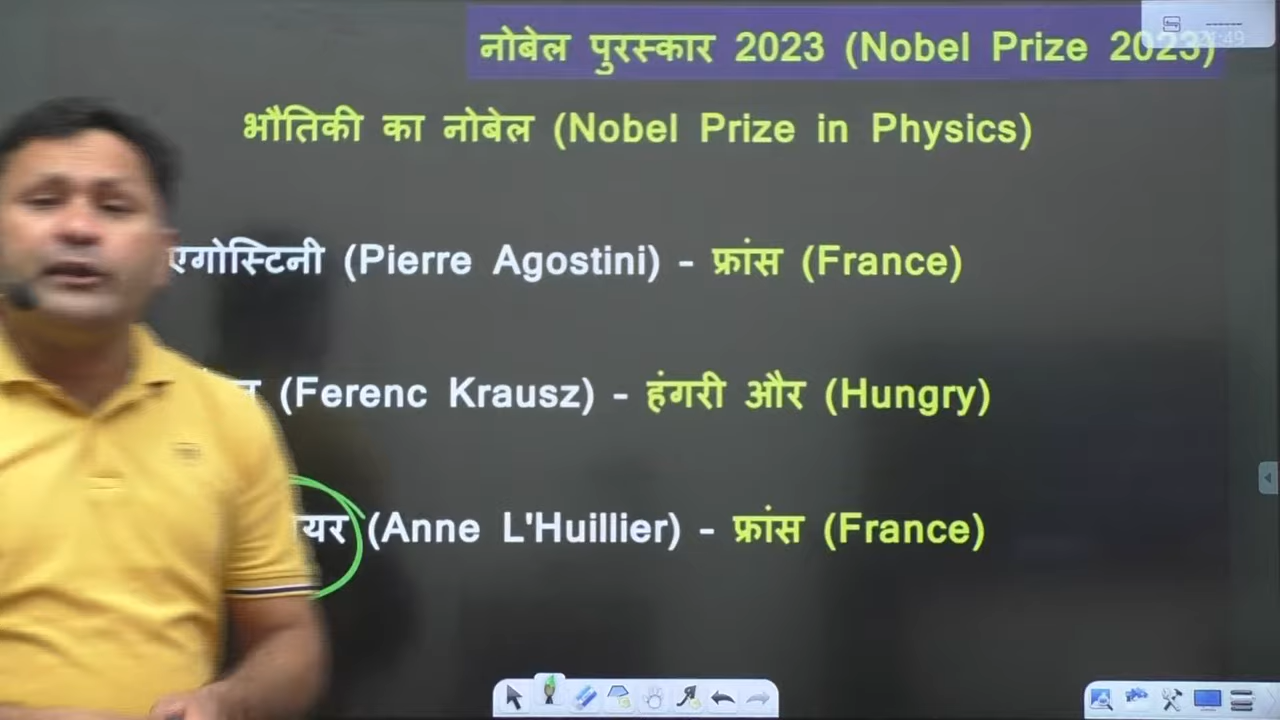 नोबेल पुरस्कार 2023 (Nobel Prize 2023)
भौतिकी का नोबेल (Nobel Prize in Physics)
एगोस्टिनी (Pierre Agostini) - फ्रांस (France)
(Ferenc Krausz) - हंगरी और (Hungry)
(Anne L'Huillier) - फ्रांस (France)